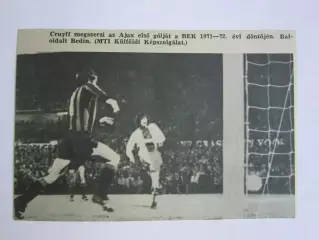 Cruyff megszerzi az Ajax első gólját a BEK 1971—72. évi döntőjén. Bal-
oldalt Bedin. (MTI Külföldi Képszolgálat.)